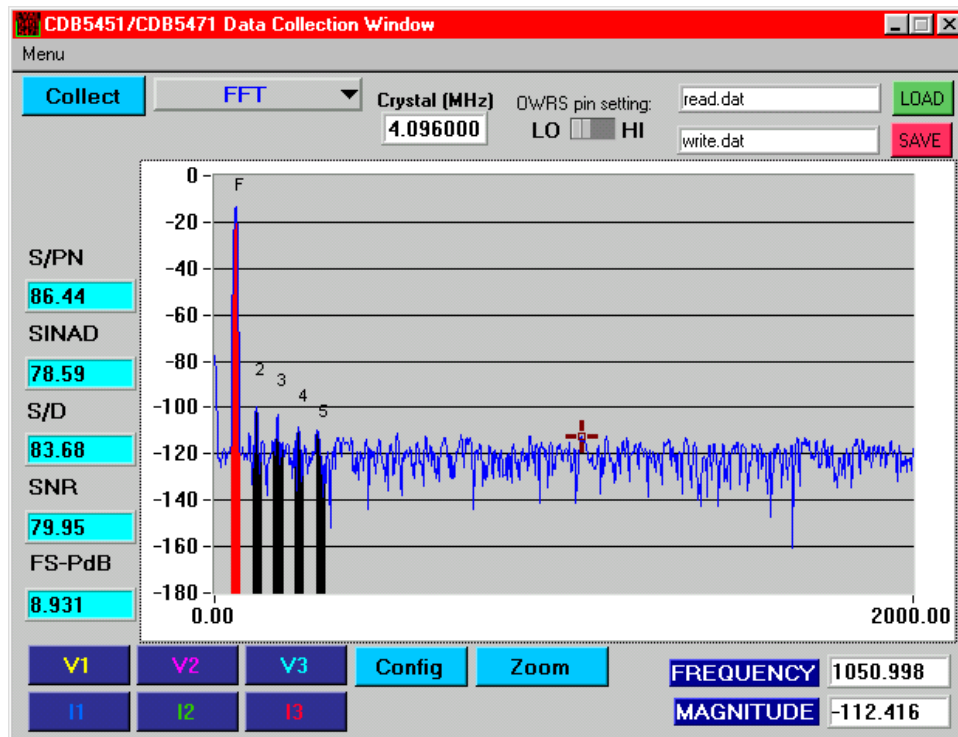 CDB5451/CDB5471 Data Collection Window
Menu
Collect
FFT
Crystal (MHz)
4.096000
OWRS pin setting:
LO HI
read.dat
LOAD
write.dat
SAVE
S/PN
86.44
SINAD
78.59
S/D
83.68
SNR
79.95
FS-PdB
8.931
0
-20
-40
-60
-80
-100
-120
-140
-160
-180
F
2
3
4
5
0.00
2000.00
V1
V2
V3
Config
Zoom
I1
I2
I3
FREQUENCY
1050.998
MAGNITUDE
-112.416